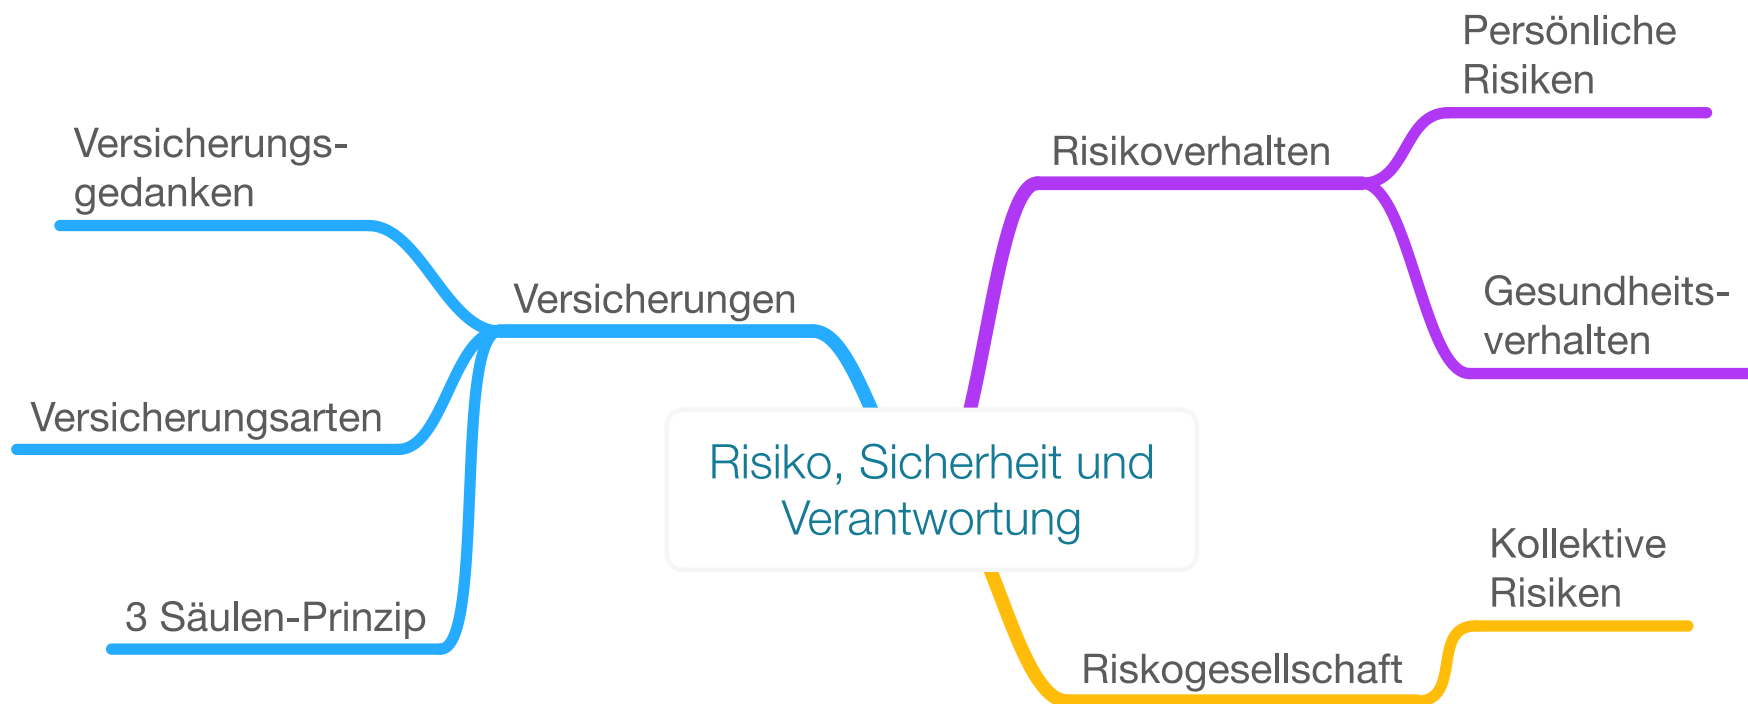 Persönliche
Risiken
Versicherungs-
gedanken
Risikoverhalten
Versicherungen
Gesundheits-
verhalten
Versicherungsarten
Risiko, Sicherheit und
Verantwortung
Kollektive
Risiken
3 Säulen-Prinzip
Riskogesellschaft